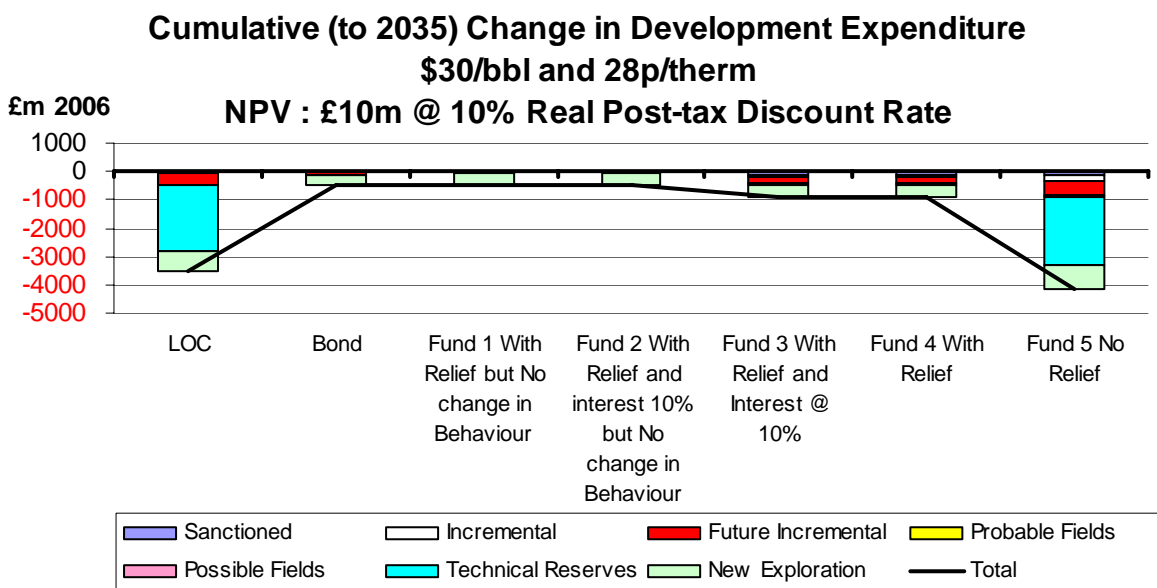 Cumulative (to 2035) Change in Development Expenditure
$30/bbl and 28p/therm
£m 2006
NPV : £10m @ 10% Real Post-tax Discount Rate
1000
0
-1000
-2000
-3000
-4000
-5000
LOC
Bond
Fund 1 With
Relief but No
change in
Behaviour
Fund 2 With
Relief and
interest 10%
but No
change in
Behaviour
Fund 3 With
Relief and
Interest @
10%
Fund 4 With
Relief
Fund 5 No
Relief
Sanctioned
Incremental
Future Incremental
Probable Fields
Possible Fields
Technical Reserves
New Exploration
Total